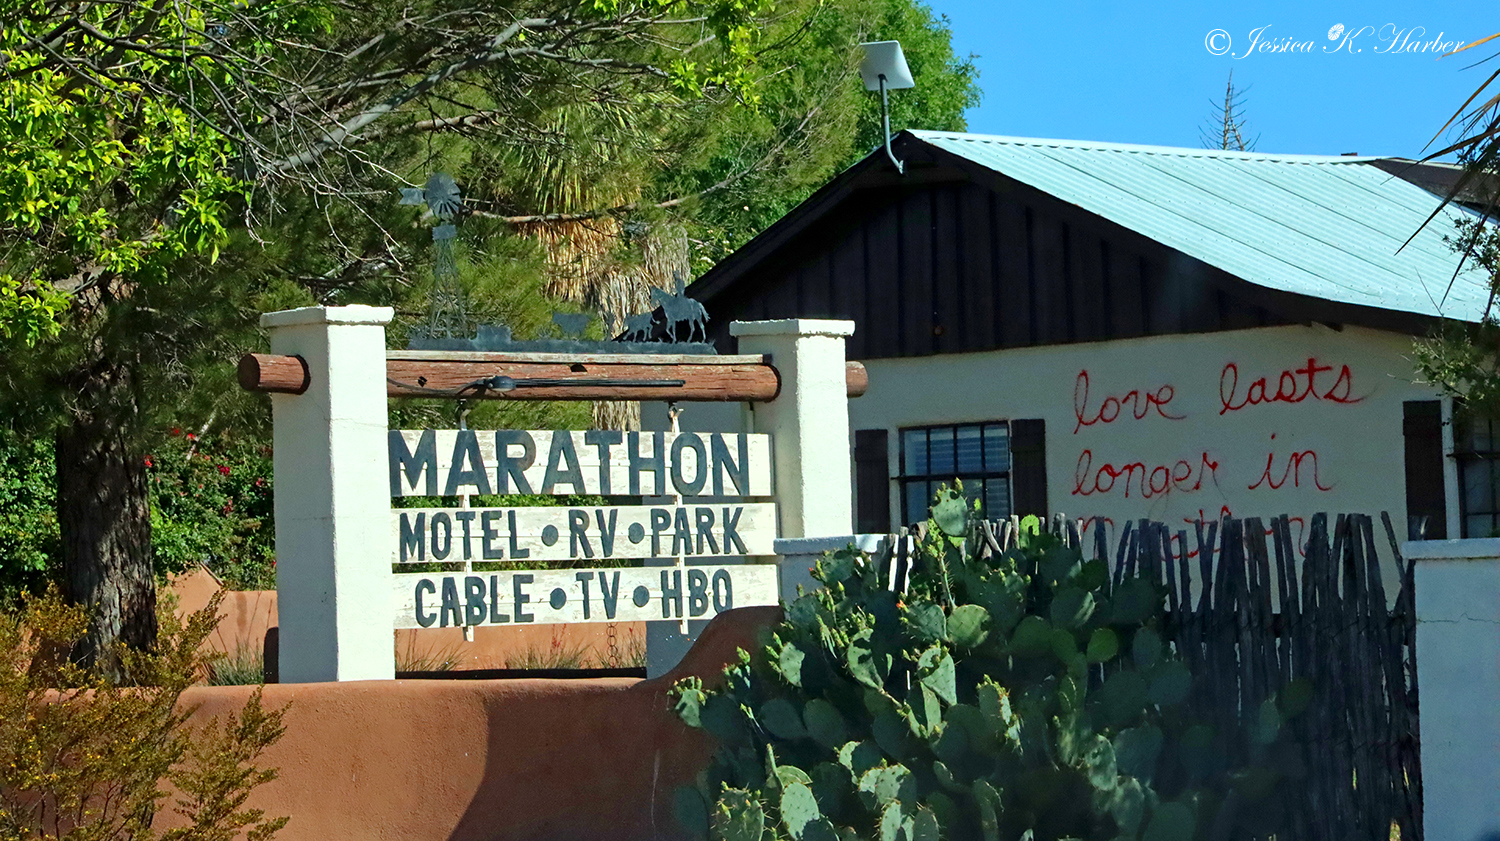 © Jessica K. Harber
MARATHON
MOTEL • RV • PARK
CABLE • TV • HBO
love lasts
longer in